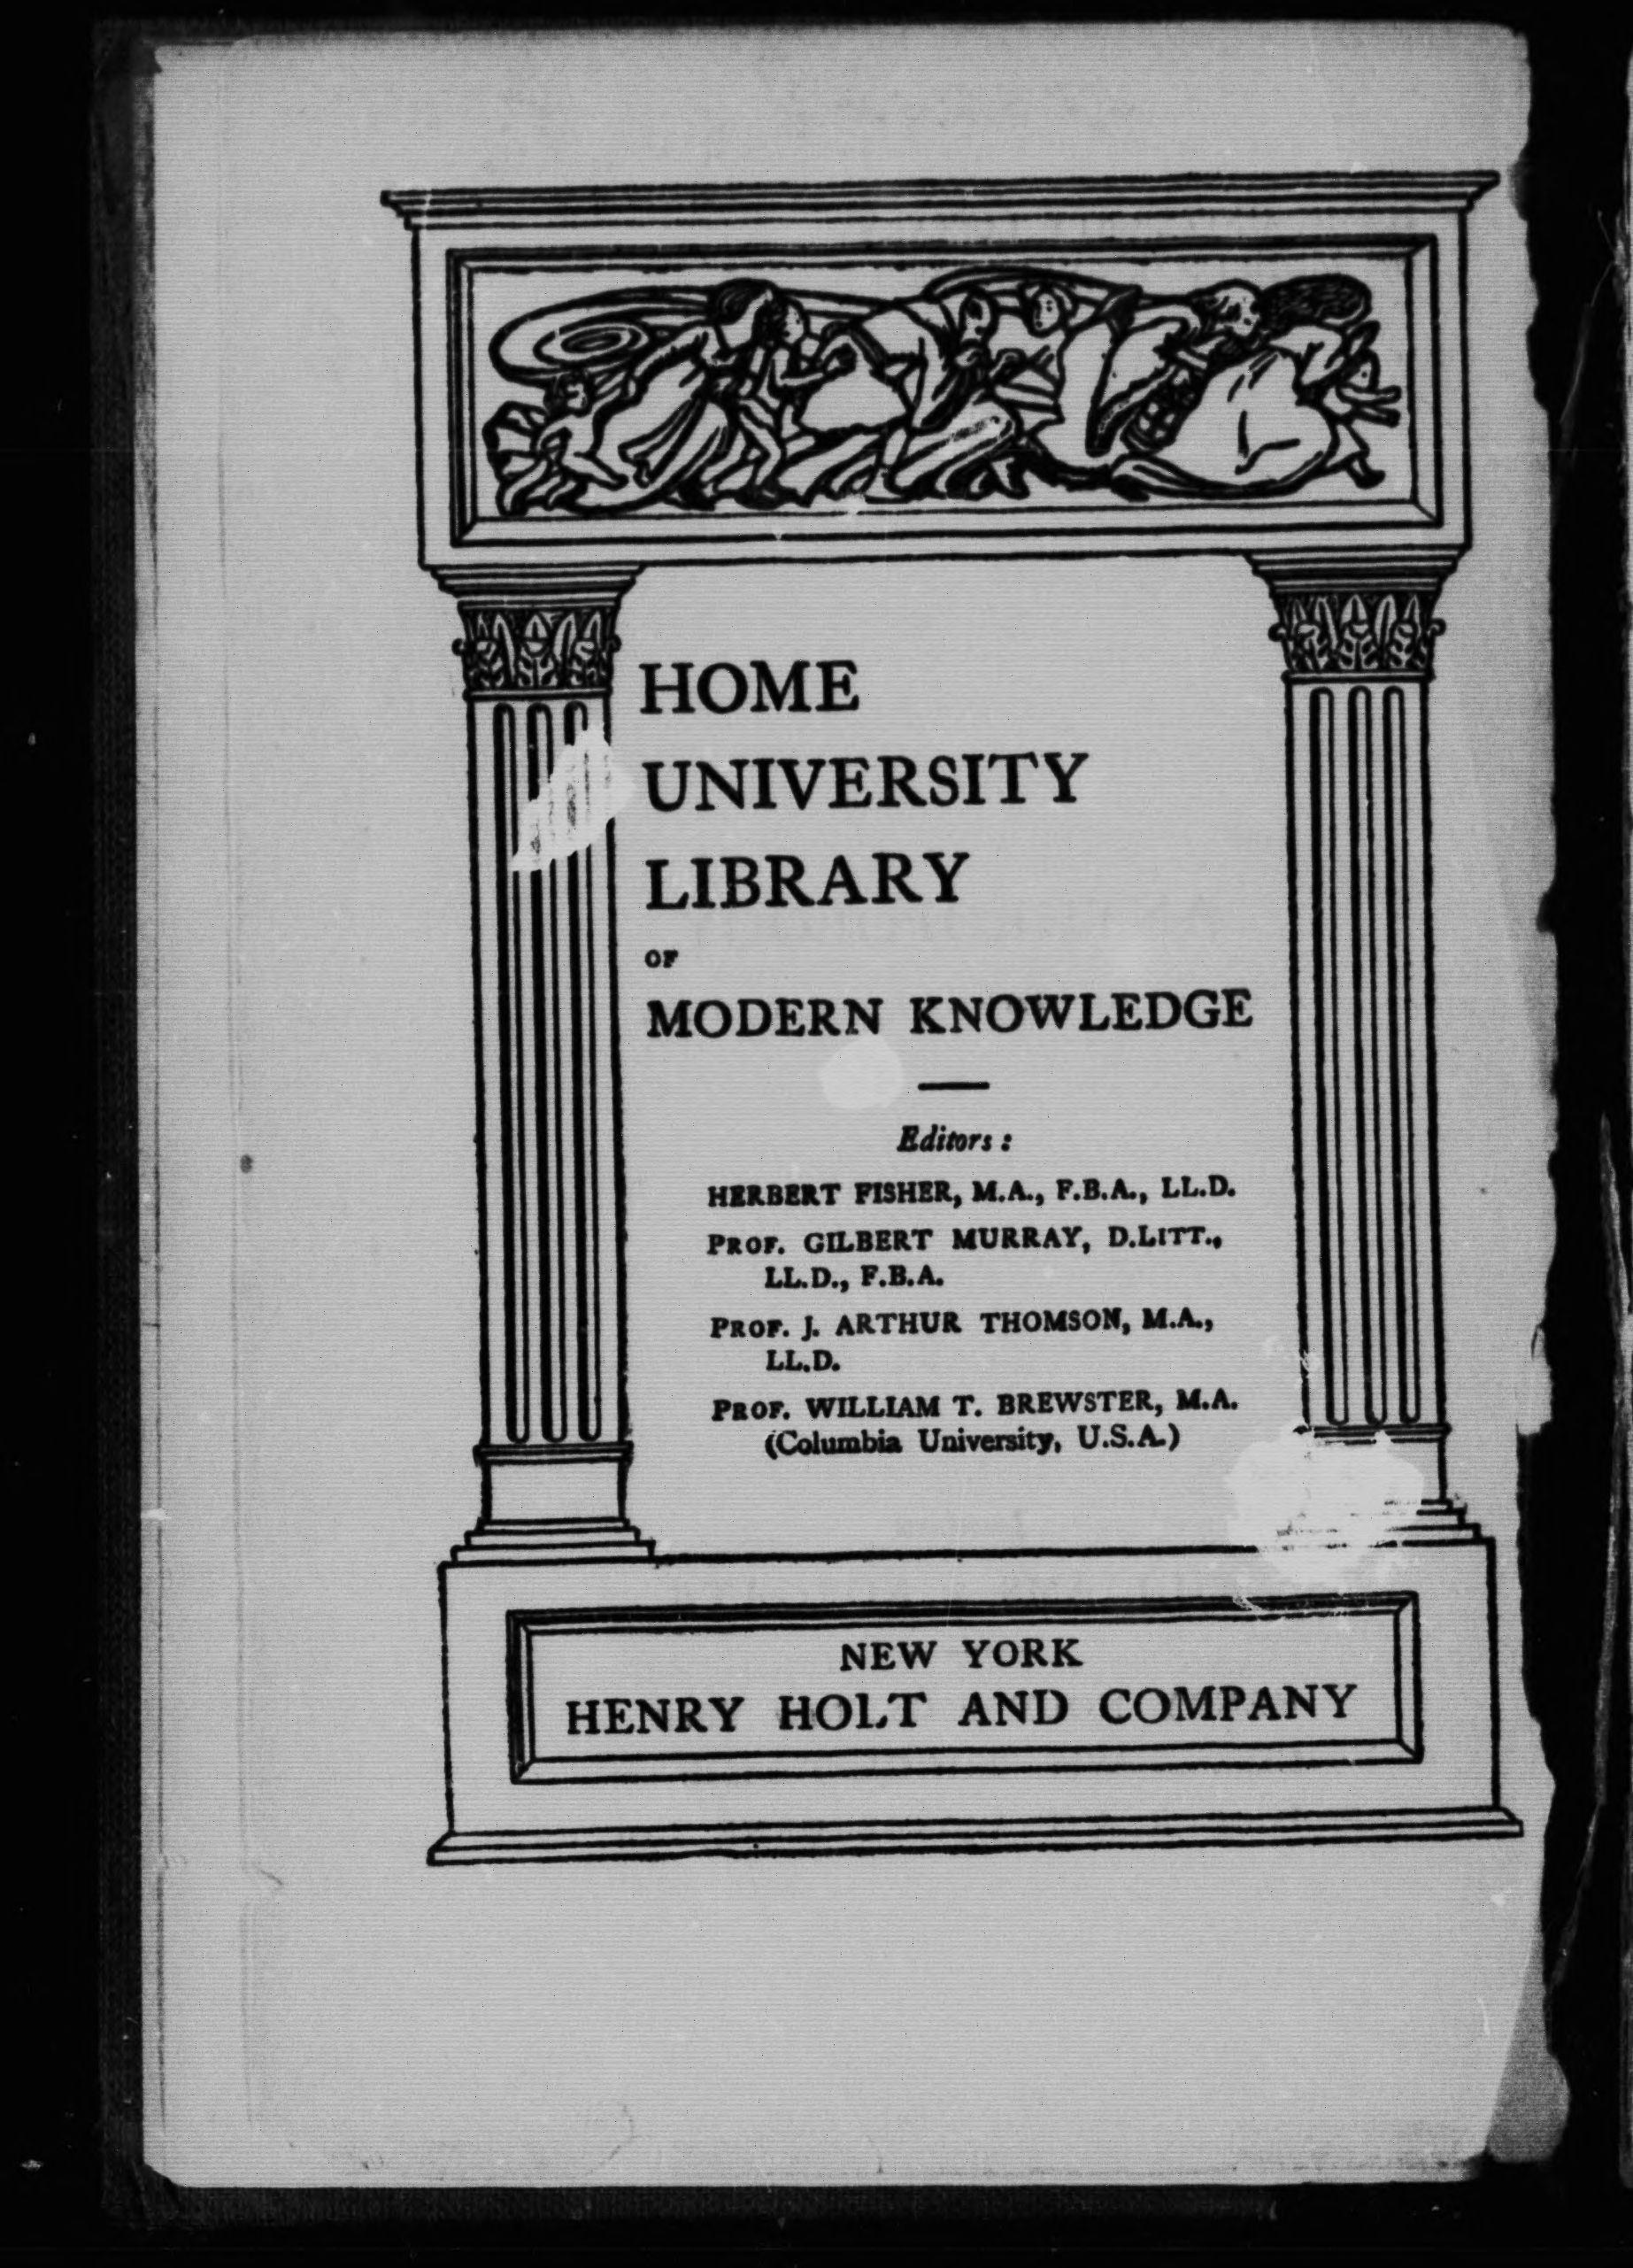 HOME
UNIVERSITY
LIBRARY
OF
MODERN KNOWLEDGE
Editors:
HERBERT FISHER, M.A., F.B.A., LL.D.
PROF. GILBERT MURRAY, D.LITT.,
LL.D., F.B.A.
PROF. J. ARTHUR THOMSON, M.A.,
LL.D.
PROF. WILLIAM T. BREWSTER, M.A.
(Columbia University, U.S.A.)
NEW YORK
HENRY HOLT AND COMPANY